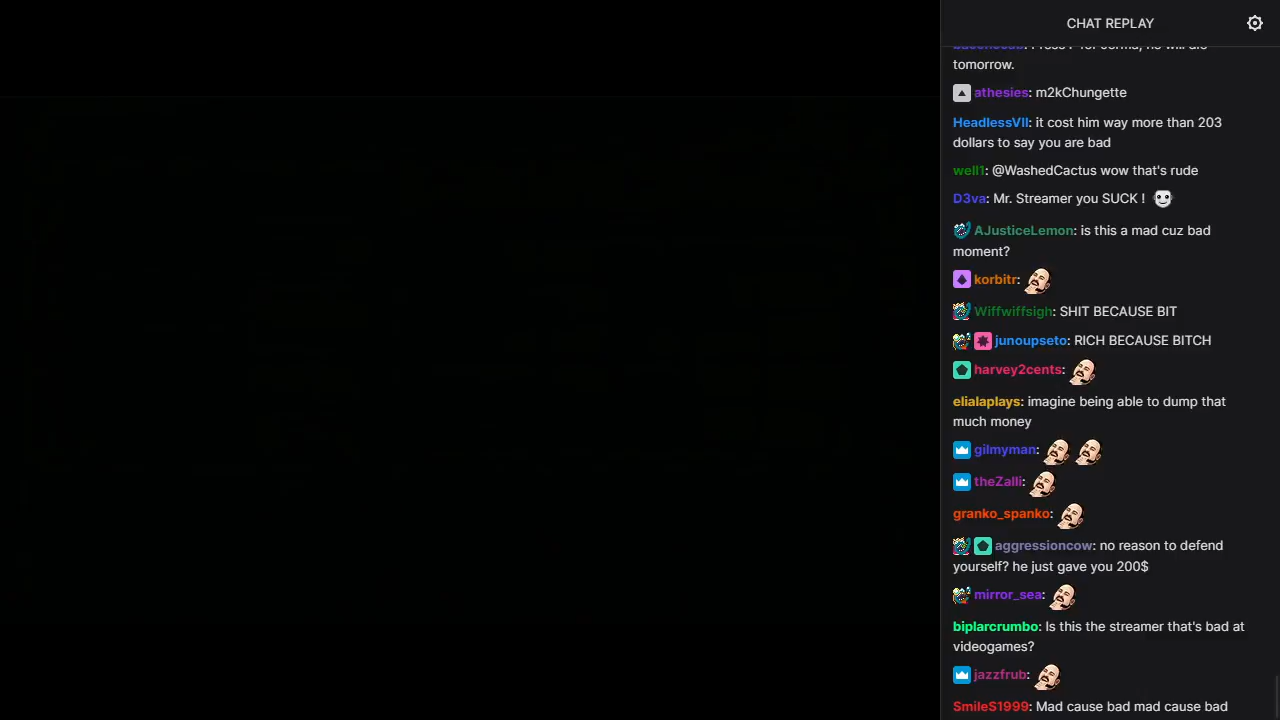 CHAT REPLAY
tomorrow.
athesies: m2kChungette
HeadlessVII: it cost him way more than 203
dollars to say you are bad
well1: @WashedCactus wow that's rude
D3va: Mr. Streamer you SUCK !
AJusticeLemon: is this a mad cuz bad
moment?
korbitr:
Wiffwiffsigh: SHIT BECAUSE BIT
junoupseto: RICH BECAUSE BITCH
harvey2cents:
elialaplays: imagine being able to dump that
much money
gilmyman:
theZalli:
granko_spanko:
aggressioncow: no reason to defend
yourself? he just gave you 200$
mirror_sea:
biplarcrumbo: Is this the streamer that's bad at
videogames?
jazzfrub:
SmileS1999: Mad cause bad mad cause bad